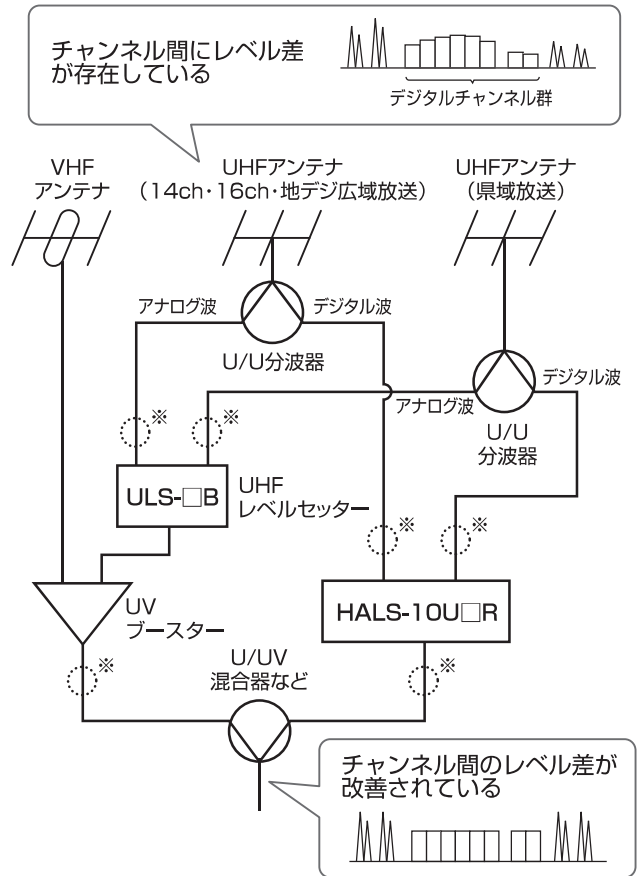 チャンネル間にレベル差
が存在している
デジタルチャンネル群
VHF
アンテナ
UHFアンテナ
(14ch・16ch・地デジ広域放送)
UHFアンテナ
(県域放送)
アナログ波
デジタル波
U/U分波器
アナログ波
デジタル波
U/U
分波器
※
※
ULS-□B
UHF
レベルセッター
※
※
HALS-10U□R
UV
ブースター
※
U/UV
混合器など
※
チャンネル間のレベル差が
改善されている